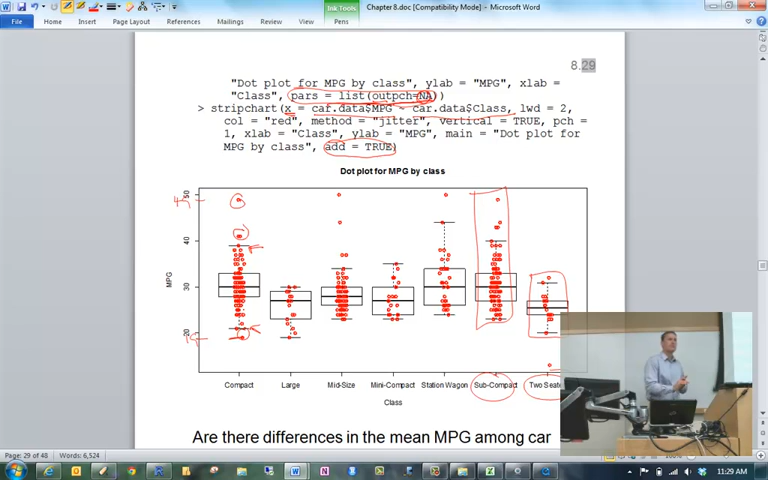 Chapter 8.doc [Compatibility Mode] - Microsoft Word
Ink Tools
File
Home
Insert
Page Layout
References
Mailings
Review
View
Pens
8.29
"Dot plot for MPG by class", ylab = "MPG", xlab =
"Class", pars = list(outpch=NA))
> stripchart(x = car.data$MPG ~ car.data$Class, lwd = 2,
col = "red", method = "jitter", vertical = TRUE, pch =
1, xlab = "Class", ylab = "MPG", main = "Dot plot for
MPG by class", add = TRUE)
Dot plot for MPG by class
MPG
50
40
30
20
Compact
Large
Mid-Size
Mini-Compact
Station Wagon
Sub-Compact
Two Seate
Class
Are there differences in the mean MPG among car
Page: 29 of 48
Words: 6,524
11:29 AM